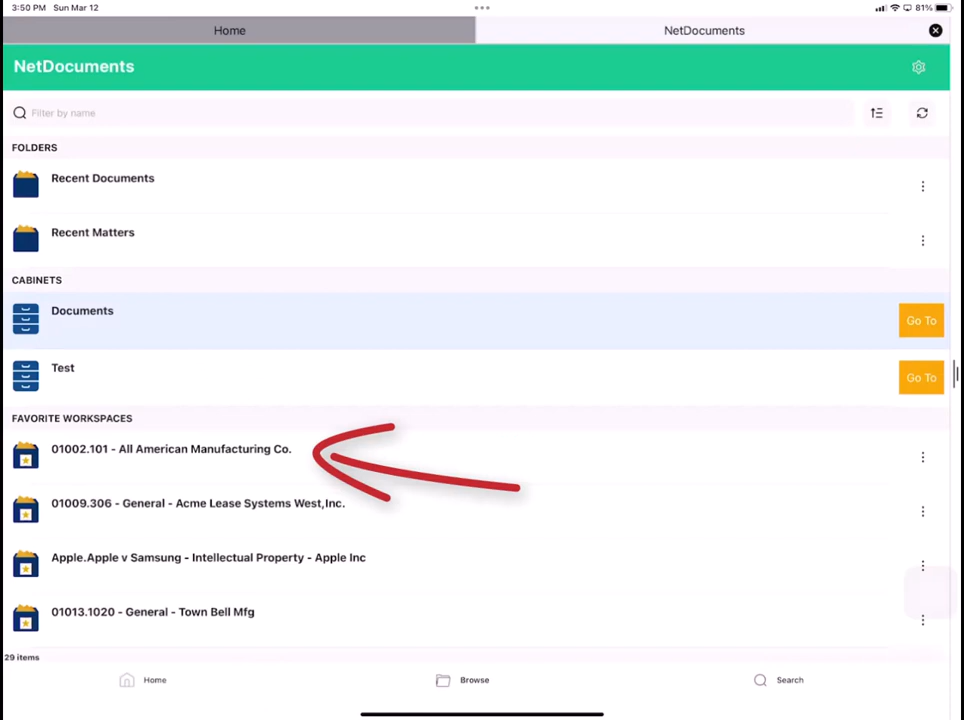 3:50 PM Sun Mar 12 81%
Home NetDocuments
NetDocuments
Filter by name
FOLDERS
Recent Documents
Recent Matters
CABINETS
Documents
Go To
Test
Go To
FAVORITE WORKSPACES
01002.101 - All American Manufacturing Co.
01009.306 - General - Acme Lease Systems West,Inc.
Apple.Apple v Samsung - Intellectual Property - Apple Inc
01013.1020 - General - Town Bell Mfg
29 items
Home Browse Search